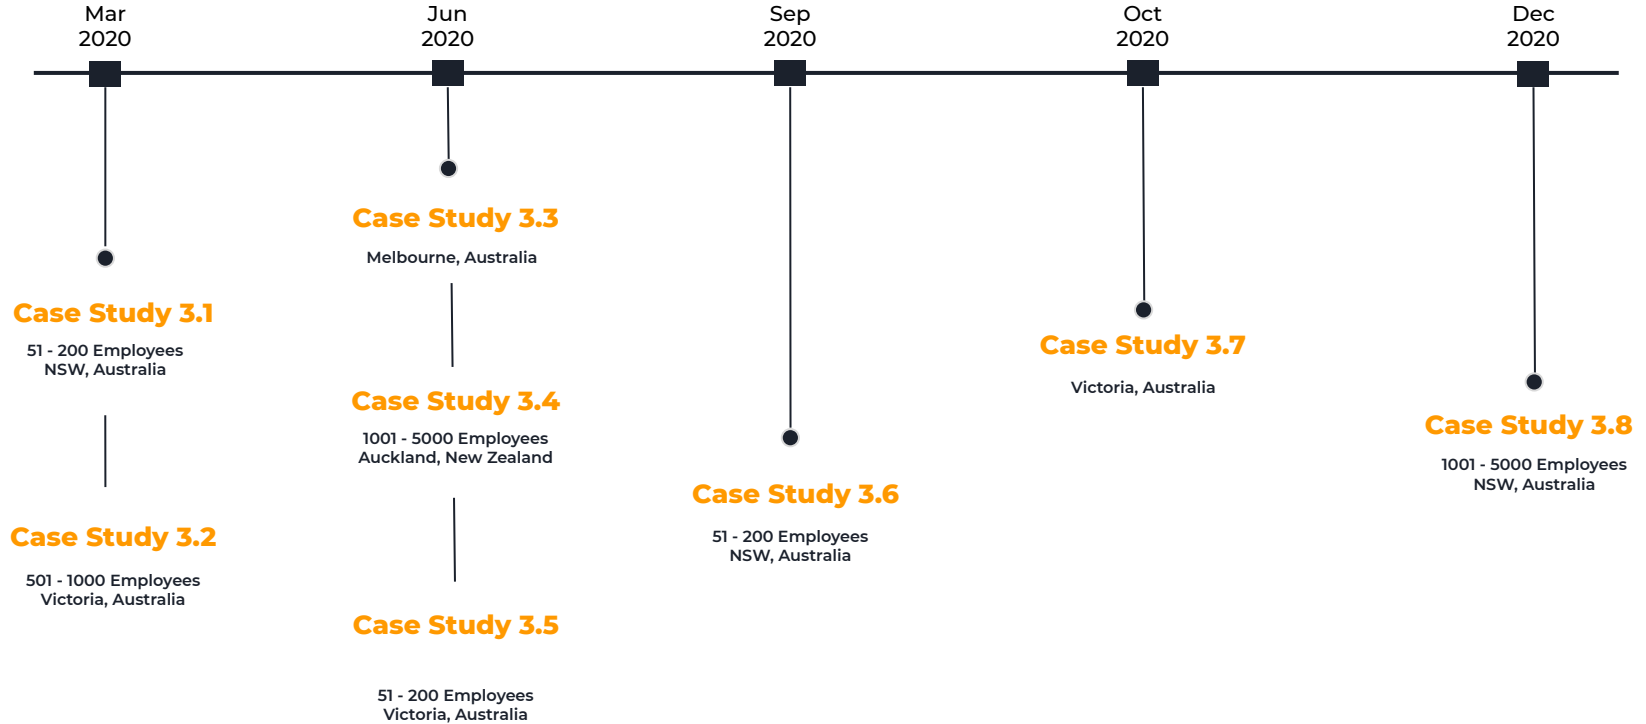 Mar
2020
Jun
2020
Sep
2020
Oct
2020
Dec
2020
Case Study 3.1
51 - 200 Employees
NSW, Australia
Case Study 3.2
501 - 1000 Employees
Victoria, Australia
Case Study 3.3
Melbourne, Australia
Case Study 3.4
1001 - 5000 Employees
Auckland, New Zealand
Case Study 3.5
51 - 200 Employees
Victoria, Australia
Case Study 3.6
51 - 200 Employees
NSW, Australia
Case Study 3.7
Victoria, Australia
Case Study 3.8
1001 - 5000 Employees
NSW, Australia